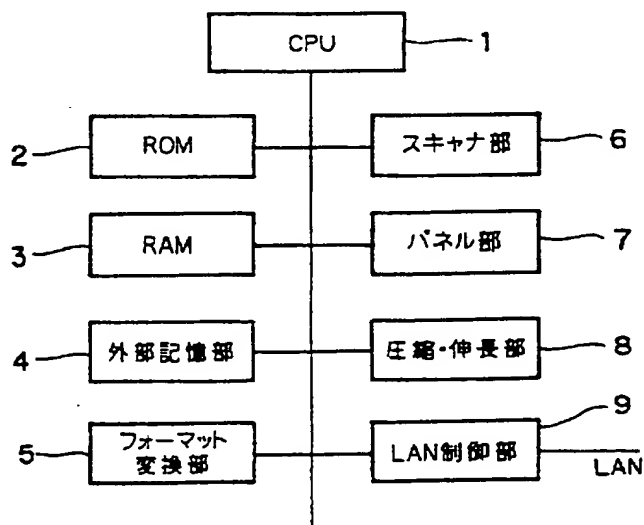 CPU
1
2
ROM
スキャナ部
6
3
RAM
パネル部
7
4
外部記憶部
圧縮・伸長部
8
5
フォーマット
変換部
LAN制御部
9
LAN